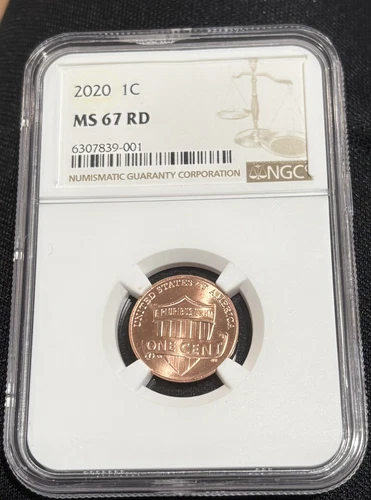 2020 1C
MS 67 RD
6307839-001
NUMISMATIC GUARANTY CORPORATION
NGC
UNITED STATES OF AMERICA
E PLURIBUS UNUM
ONE CENT